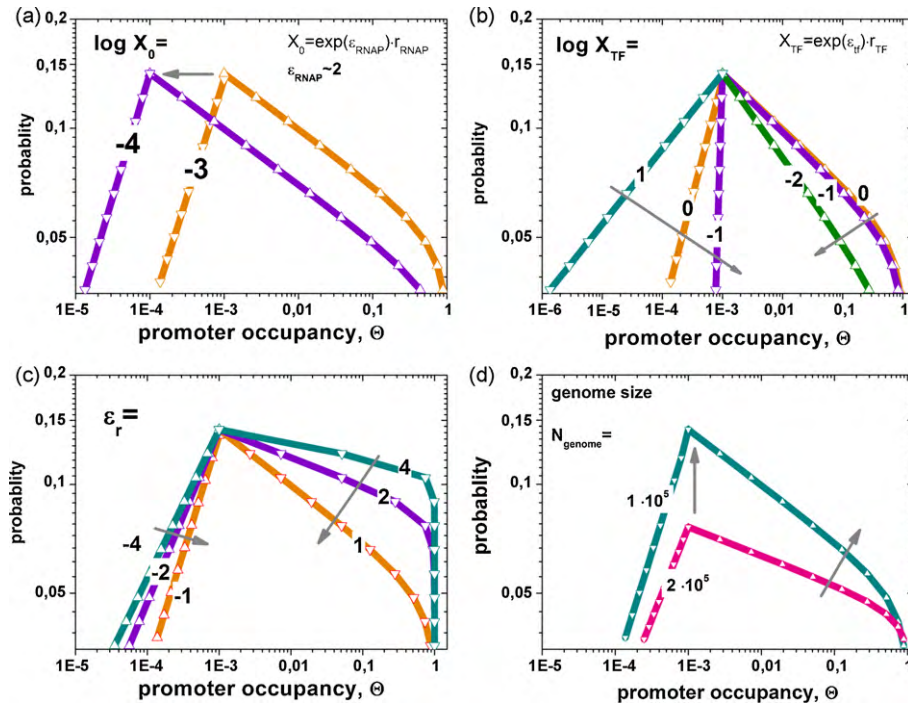 (a)
0,2
0,15
0,1
0,05
probablity
log X0=
X0=exp(εRNAP)·rRNAP
εRNAP~2
-4
-3
1E-5 1E-4 1E-3 0,01 0,1 1
promoter occupancy, Θ
(b)
0,2
0,15
0,1
0,05
probablity
log XTF=
XTF=exp(εtf)·rTF
1
0
-1
-2
-1
0
1E-6 1E-5 1E-4 1E-3 0,01 0,1 1
promoter occupancy, Θ
(c)
0,2
0,15
0,1
0,05
probablity
εr=
4
2
1
-4
-2
-1
1E-5 1E-4 1E-3 0,01 0,1 1
promoter occupancy, Θ
(d)
0,2
0,15
0,1
0,05
probablity
genome size
Ngenome=
1 ·10⁵
2 ·10⁵
1E-5 1E-4 1E-3 0,01 0,1 1
promoter occupancy, Θ